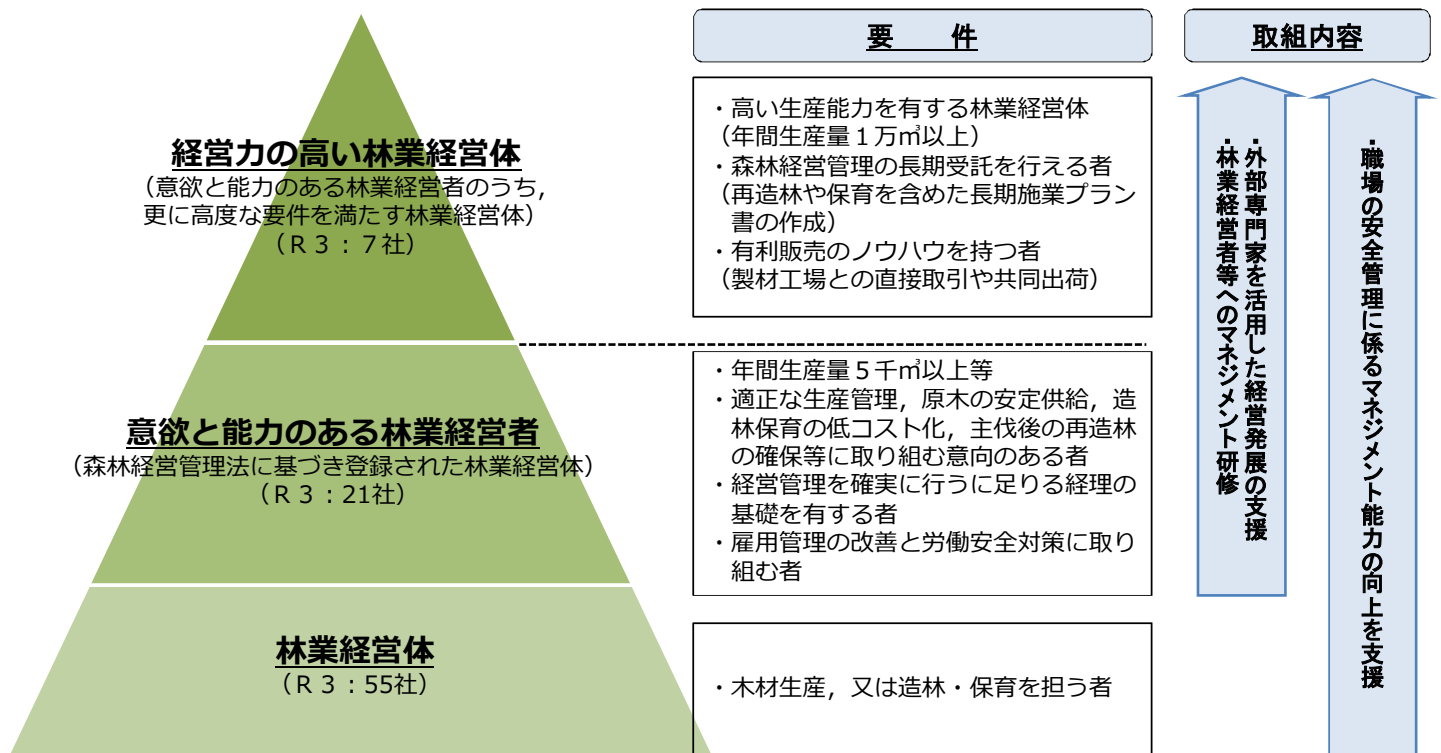 要　件
取組内容
経営力の高い林業経営体
（意欲と能力のある林業経営者のうち，
更に高度な要件を満たす林業経営体）
（Ｒ３：７社）
・高い生産能力を有する林業経営体
（年間生産量１万㎥以上）
・森林経営管理の長期受託を行える者
（再造林や保育を含めた長期施業プラン
書の作成）
・有利販売のノウハウを持つ者
（製材工場との直接取引や共同出荷）
意欲と能力のある林業経営者
（森林経営管理法に基づき登録された林業経営体）
（Ｒ３：21社）
・年間生産量５千㎥以上等
・適正な生産管理，原木の安定供給，造
林保育の低コスト化，主伐後の再造林
の確保等に取り組む意向のある者
・経営管理を確実に行うに足りる経理の
基礎を有する者
・雇用管理の改善と労働安全対策に取り
組む者
林業経営体
（Ｒ３：55社）
・木材生産，又は造林・保育を担う者
・外部専門家を活用した経営発展の支援
・林業経営者等へのマネジメント研修
・職場の安全管理に係るマネジメント能力の向上を支援